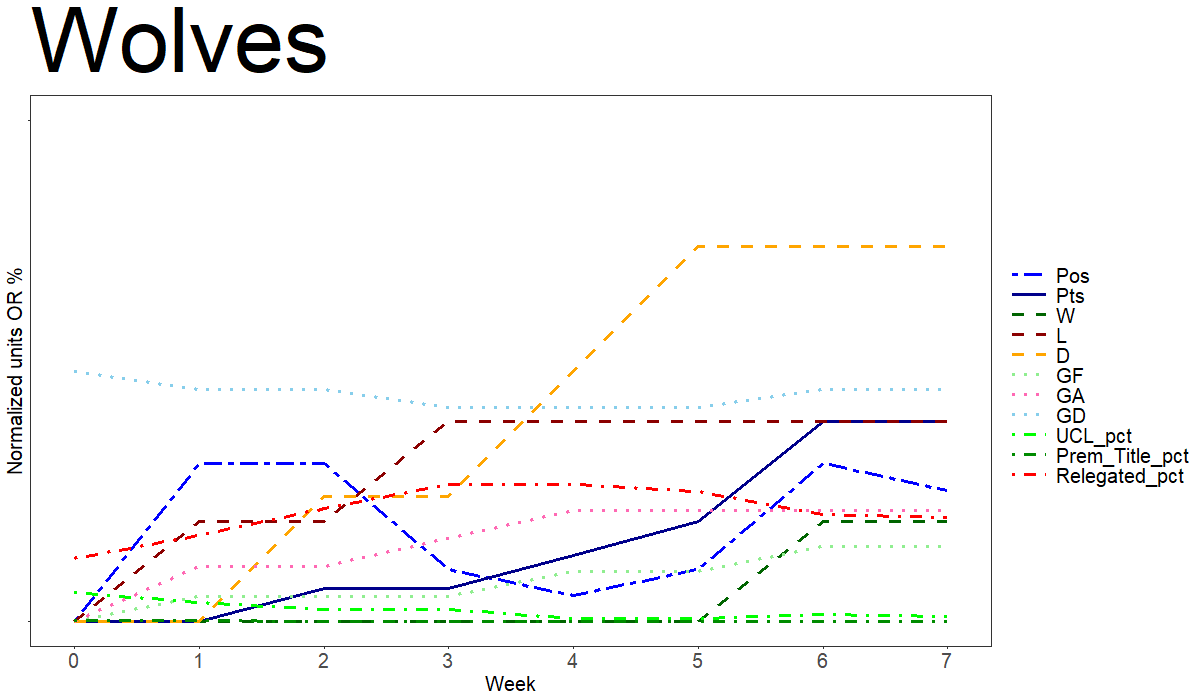 Wolves
Normalized units OR %
Pos
Pts
W
L
D
GF
GA
GD
UCL_pct
Prem_Title_pct
Relegated_pct
0 1 2 3 4 5 6 7
Week